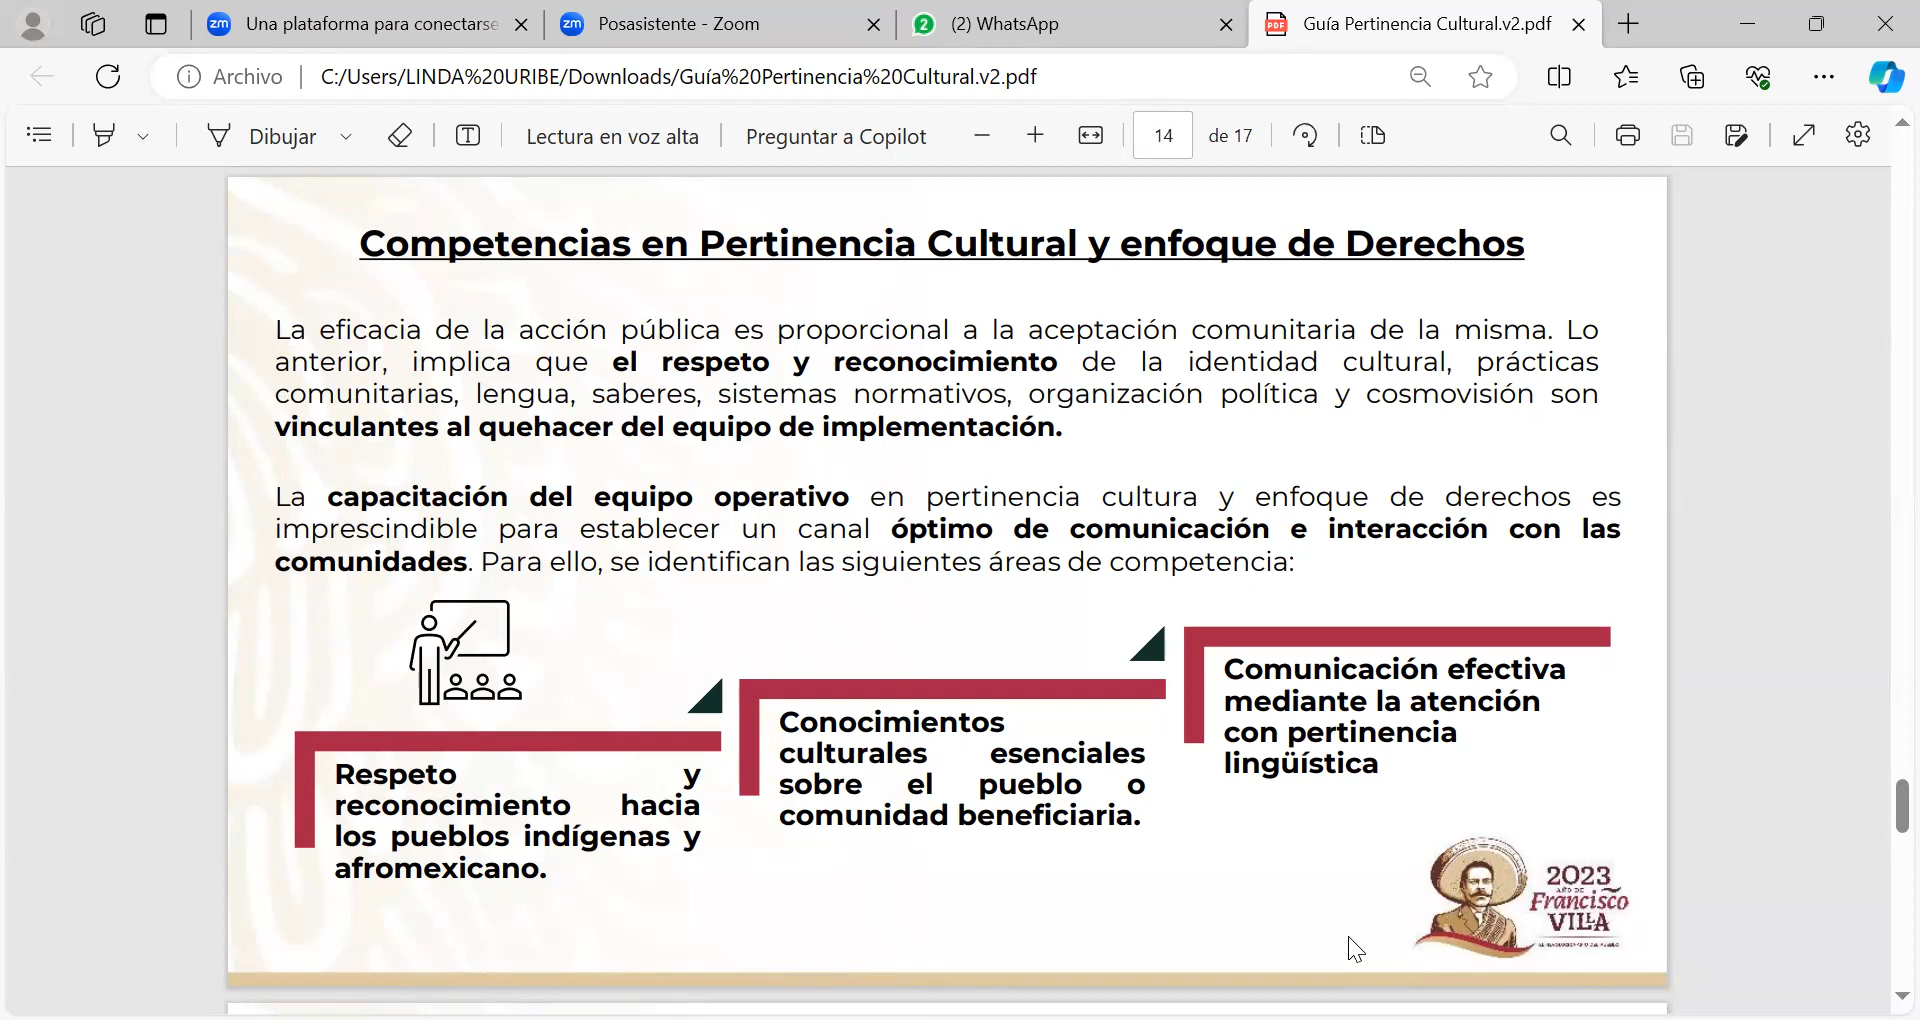 Una plataforma para conectarse
Posasistente - Zoom
(2) WhatsApp
Guía Pertinencia Cultural.v2.pdf
Archivo
C:/Users/LINDA%20URIBE/Downloads/Guía%20Pertinencia%20Cultural.v2.pdf
Dibujar
Lectura en voz alta
Preguntar a Copilot
14
de 17
Competencias en Pertinencia Cultural y enfoque de Derechos
La eficacia de la acción pública es proporcional a la aceptación comunitaria de la misma. Lo
anterior, implica que el respeto y reconocimiento de la identidad cultural, prácticas
comunitarias, lengua, saberes, sistemas normativos, organización política y cosmovisión son
vinculantes al quehacer del equipo de implementación.
La capacitación del equipo operativo en pertinencia cultura y enfoque de derechos es
imprescindible para establecer un canal óptimo de comunicación e interacción con las
comunidades. Para ello, se identifican las siguientes áreas de competencia:
Respeto y
reconocimiento hacia
los pueblos indígenas y
afromexicano.
Conocimientos
culturales esenciales
sobre el pueblo o
comunidad beneficiaria.
Comunicación efectiva
mediante la atención
con pertinencia
lingüística
2023
AÑO DE
Francisco
VILLA
EL REVOLUCIONARIO DEL PUEBLO